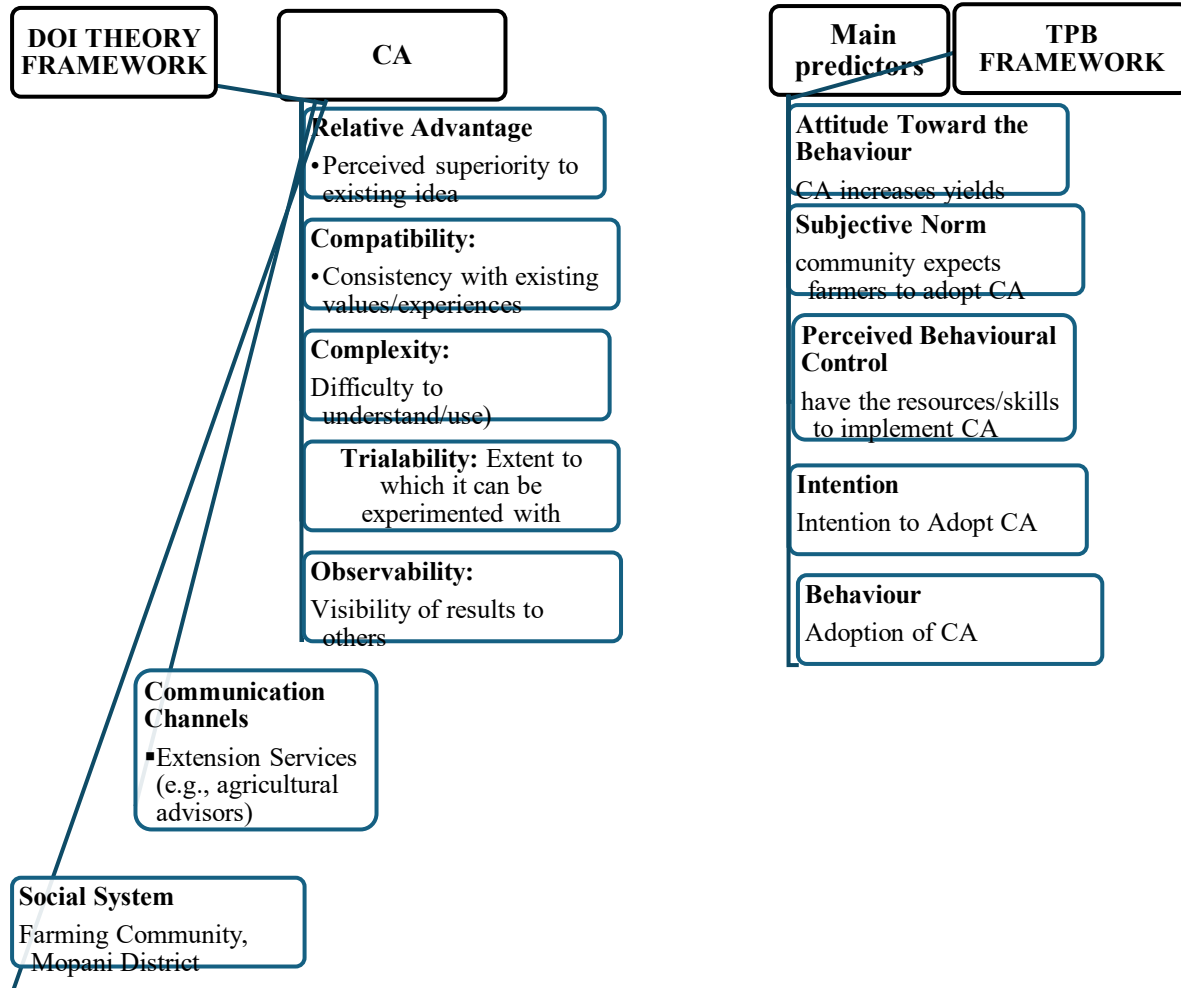 DOI THEORY
FRAMEWORK
CA
Relative Advantage
•Perceived superiority to
existing idea
Compatibility:
•Consistency with existing
values/experiences
Complexity:
Difficulty to
understand/use)
Trialability: Extent to
which it can be
experimented with
Observability:
Visibility of results to
others
Communication
Channels
▪Extension Services
(e.g., agricultural
advisors)
Social System
Farming Community,
Mopani District
Main
predictors
TPB
FRAMEWORK
Attitude Toward the
Behaviour
CA increases yields
Subjective Norm
community expects
farmers to adopt CA
Perceived Behavioural
Control
have the resources/skills
to implement CA
Intention
Intention to Adopt CA
Behaviour
Adoption of CA